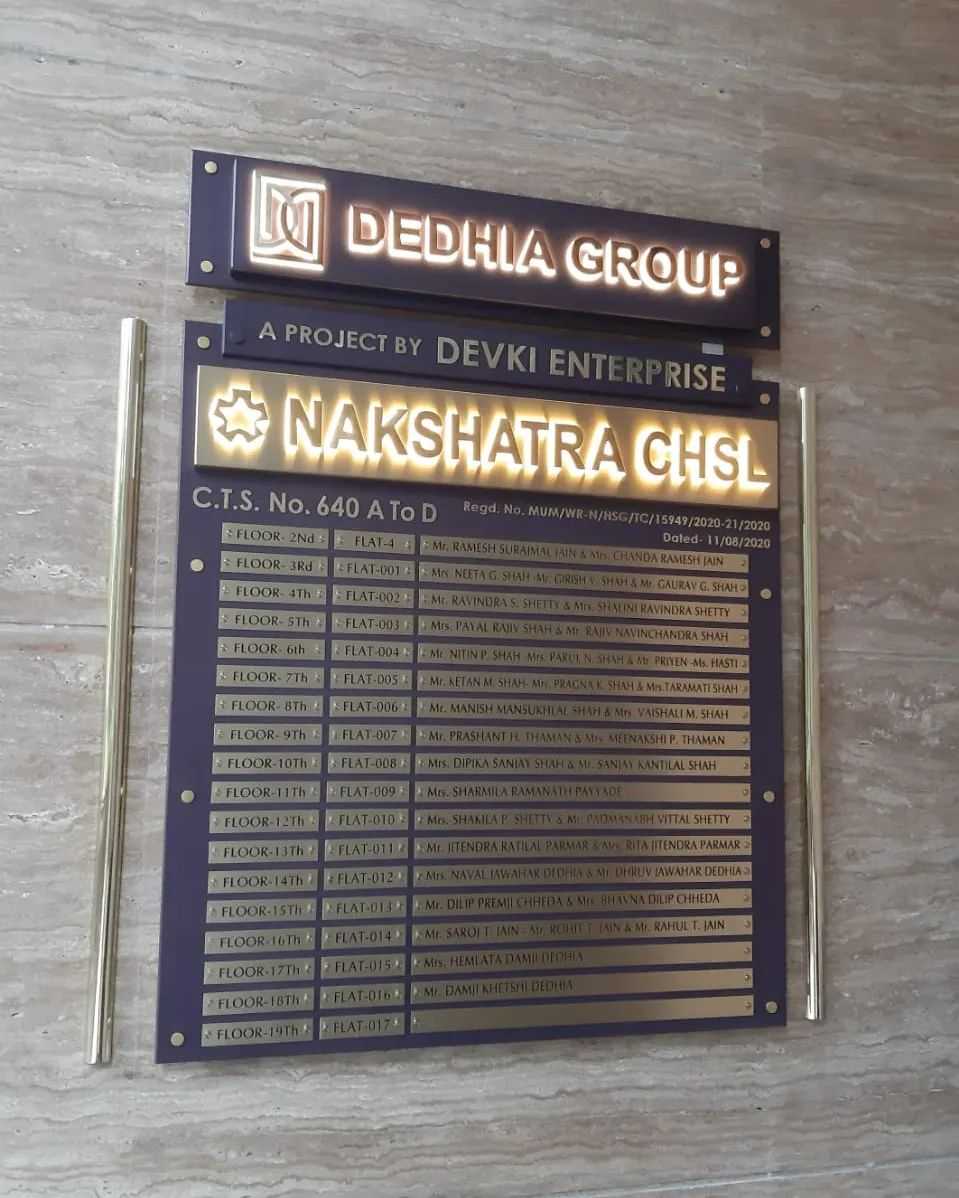 DEDHIA GROUP
A PROJECT BY DEVKI ENTERPRISE
NAKSHATRA CHSL
C.T.S. No. 640 A To D
Regd. No. MUM/WR-N/HSG/TC/15949/2020-21/2020
Dated- 11/08/2020
FLOOR- 2Nd FLAT-4 Mr. RAMESH SURAJMAL JAIN & Mrs. CHANDA RAMESH JAIN
FLOOR- 3Rd FLAT-001 Mrs. NEETA G. SHAH -Mr. GIRISH V. SHAH & Mr. GAURAV G. SHAH
FLOOR- 4Th FLAT-002 Mr. RAVINDRA S. SHETTY & Mrs. SHALINI RAVINDRA SHETTY
FLOOR- 5Th FLAT-003 Mrs. PAYAL RAJIV SHAH & Mr. RAJIV NAVINCHANDRA SHAH
FLOOR- 6th FLAT-004 Mr. NITIN P. SHAH -Mrs. PARUL N. SHAH & Mr. PRIYEN -Ms. HASTI
FLOOR- 7Th FLAT-005 Mr. KETAN M. SHAH- Mrs. PRAGNA K. SHAH & Mrs.TARAMATI SHAH
FLOOR- 8Th FLAT-006 Mr. MANISH MANSUKHLAL SHAH & Mrs. VAISHALI M. SHAH
FLOOR- 9Th FLAT-007 Mr. PRASHANT H. THAMAN & Mrs. MEENAKSHI P. THAMAN
FLOOR-10Th FLAT-008 Mrs. DIPIKA SANJAY SHAH & Mr. SANJAY KANTILAL SHAH
FLOOR-11Th FLAT-009 Mrs. SHARMILA RAMANATH PAYYADE
FLOOR-12Th FLAT-010 Mrs. SHAKILA P. SHETTY & Mr. PADMANABH VITTAL SHETTY
FLOOR-13Th FLAT-011 Mr. JITENDRA RATILAL PARMAR & Mrs. RITA JITENDRA PARMAR
FLOOR-14Th FLAT-012 Mrs. NAVAL JAWAHAR DEDHIA & Mr. DHRUV JAWAHAR DEDHIA
FLOOR-15Th FLAT-013 Mr. DILIP PREMJI CHHEDA & Mrs. BHAVNA DILIP CHHEDA
FLOOR-16Th FLAT-014 Mr. SAROJ T. JAIN - Mr. ROHIT T. JAIN & Mr. RAHUL T. JAIN
FLOOR-17Th FLAT-015 Mrs. HEMLATA DAMJI DEDHIA
FLOOR-18Th FLAT-016 Mr. DAMJI KHETSHI DEDHIA
FLOOR-19Th FLAT-017